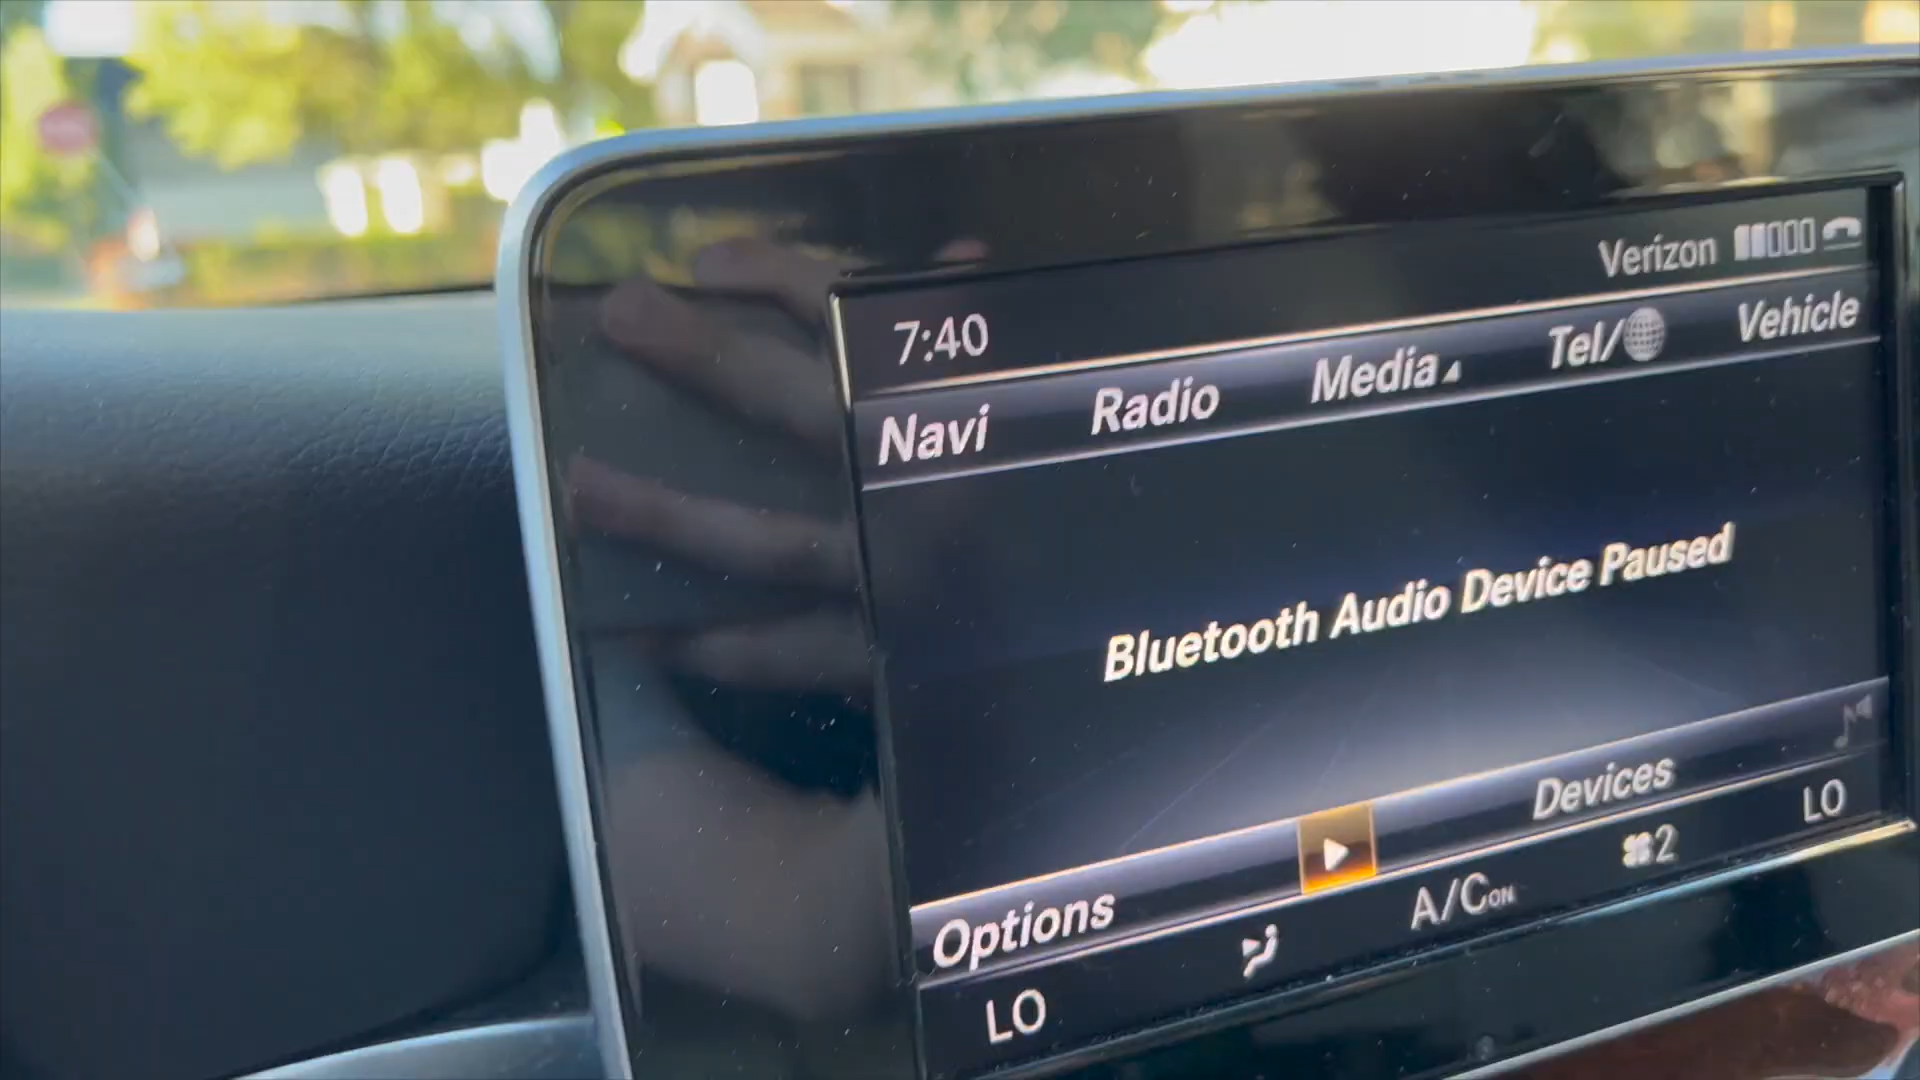 Verizon
7:40
Navi Radio Media Tel/ Vehicle
Bluetooth Audio Device Paused
Options Devices
LO A/C ON 2 LO